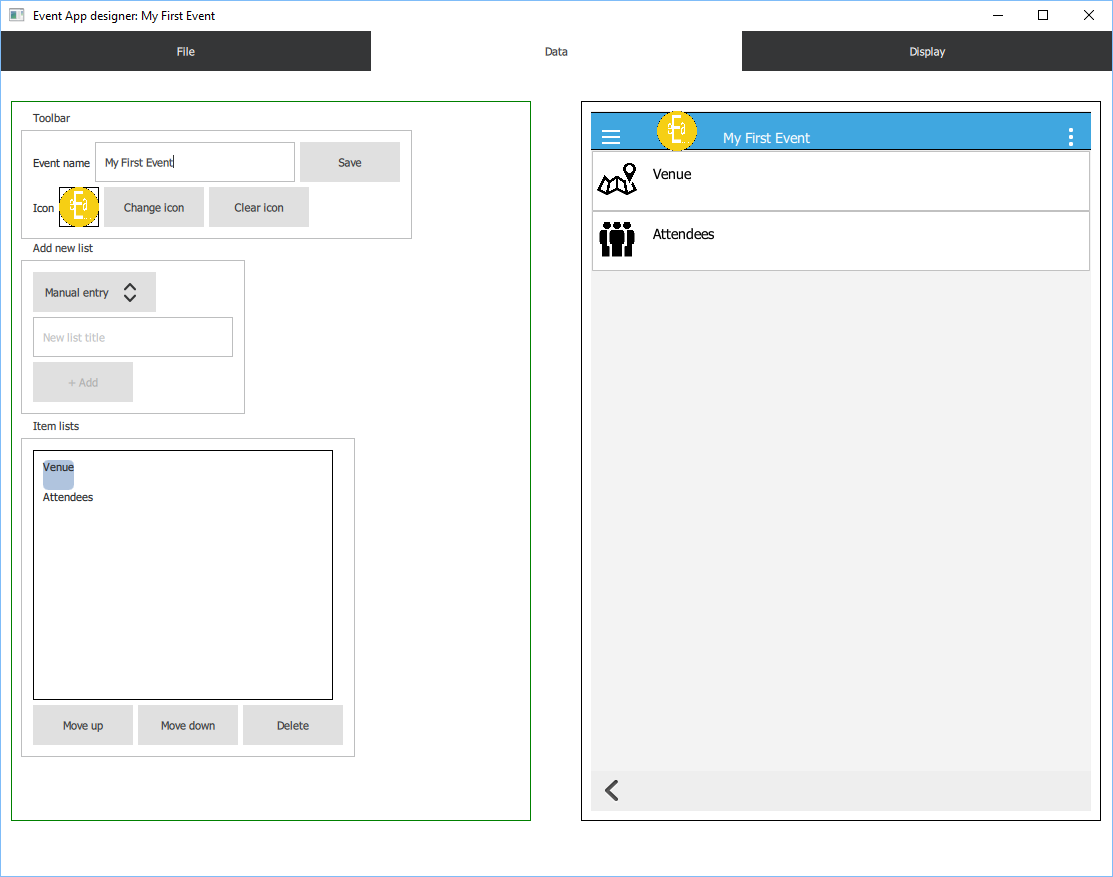 Event App designer: My First Event
File Data Display
Toolbar
Event name My First Event Save
Icon Change icon Clear icon
Add new list
Manual entry
New list title
+ Add
Item lists
Venue
Attendees
Move up Move down Delete
My First Event
Venue
Attendees